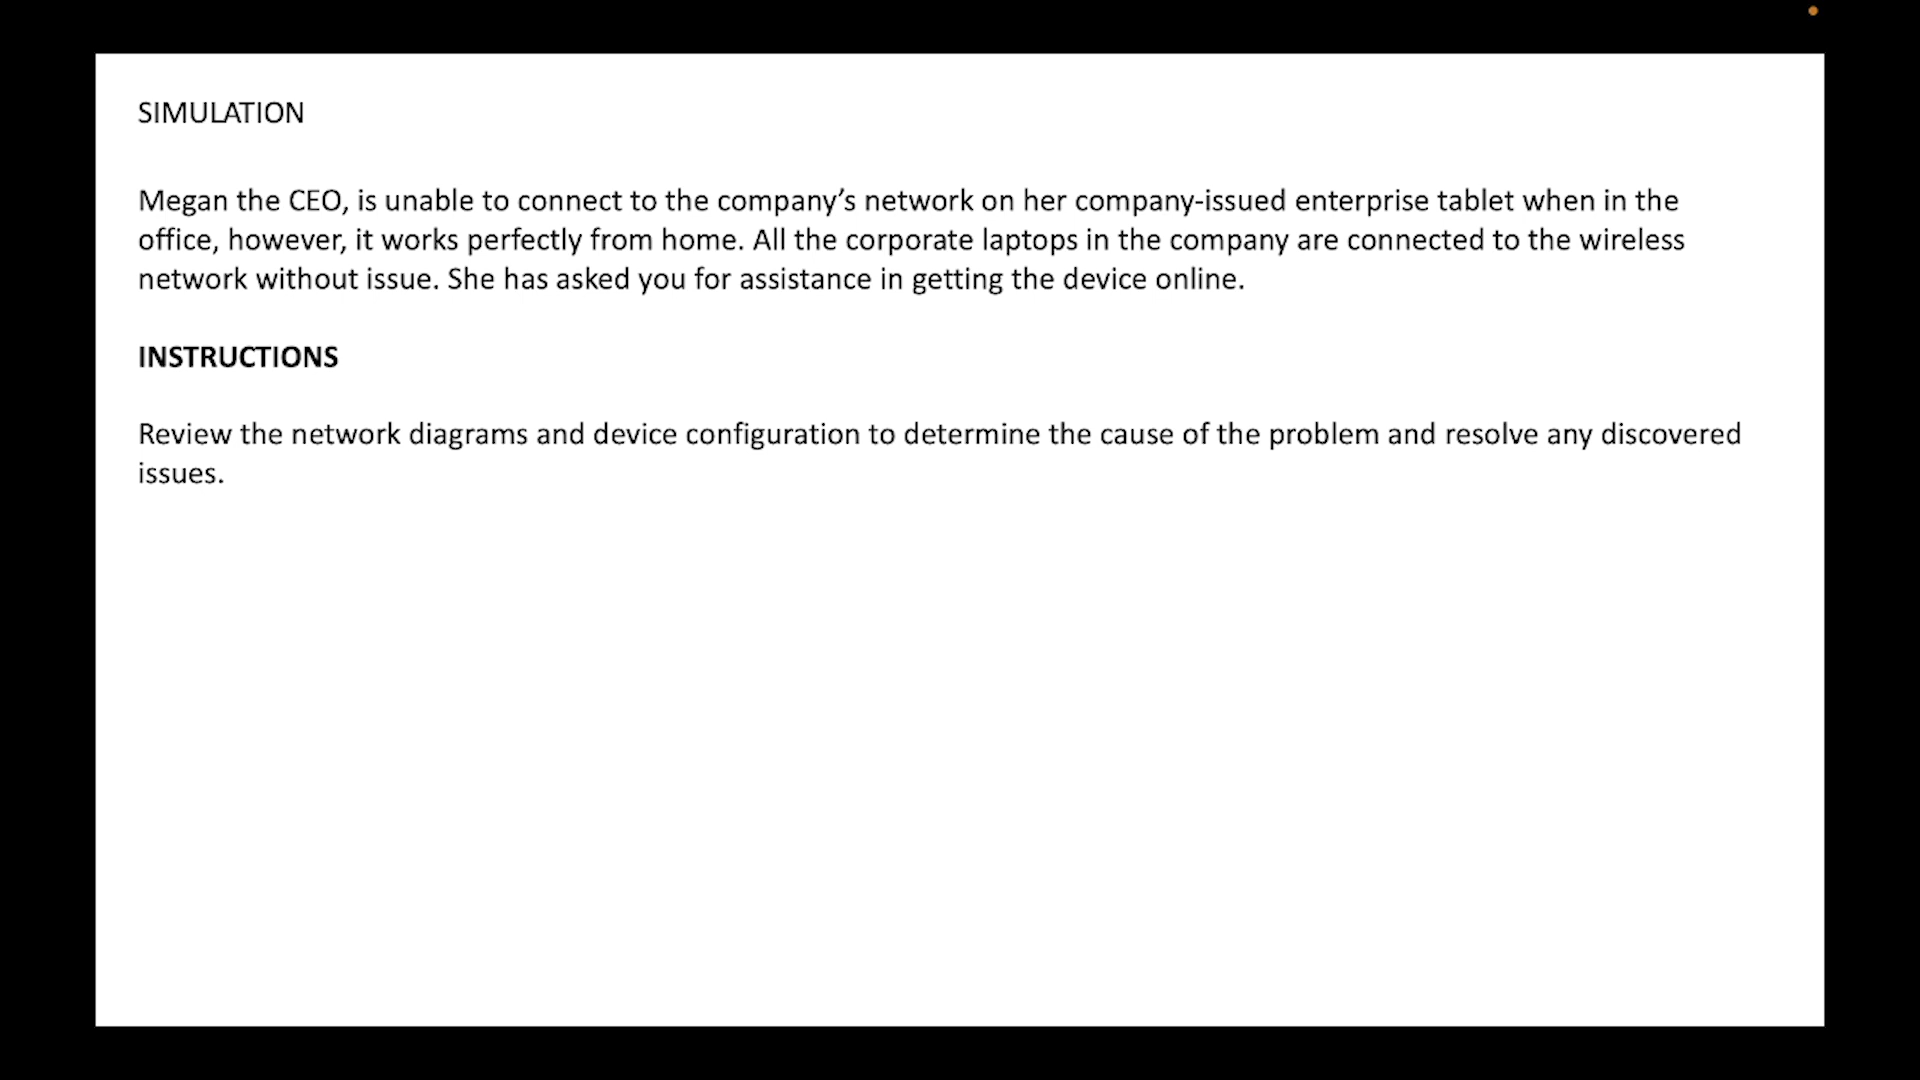 SIMULATION
Megan the CEO, is unable to connect to the company’s network on her company-issued enterprise tablet when in the
office, however, it works perfectly from home. All the corporate laptops in the company are connected to the wireless
network without issue. She has asked you for assistance in getting the device online.
INSTRUCTIONS
Review the network diagrams and device configuration to determine the cause of the problem and resolve any discovered
issues.